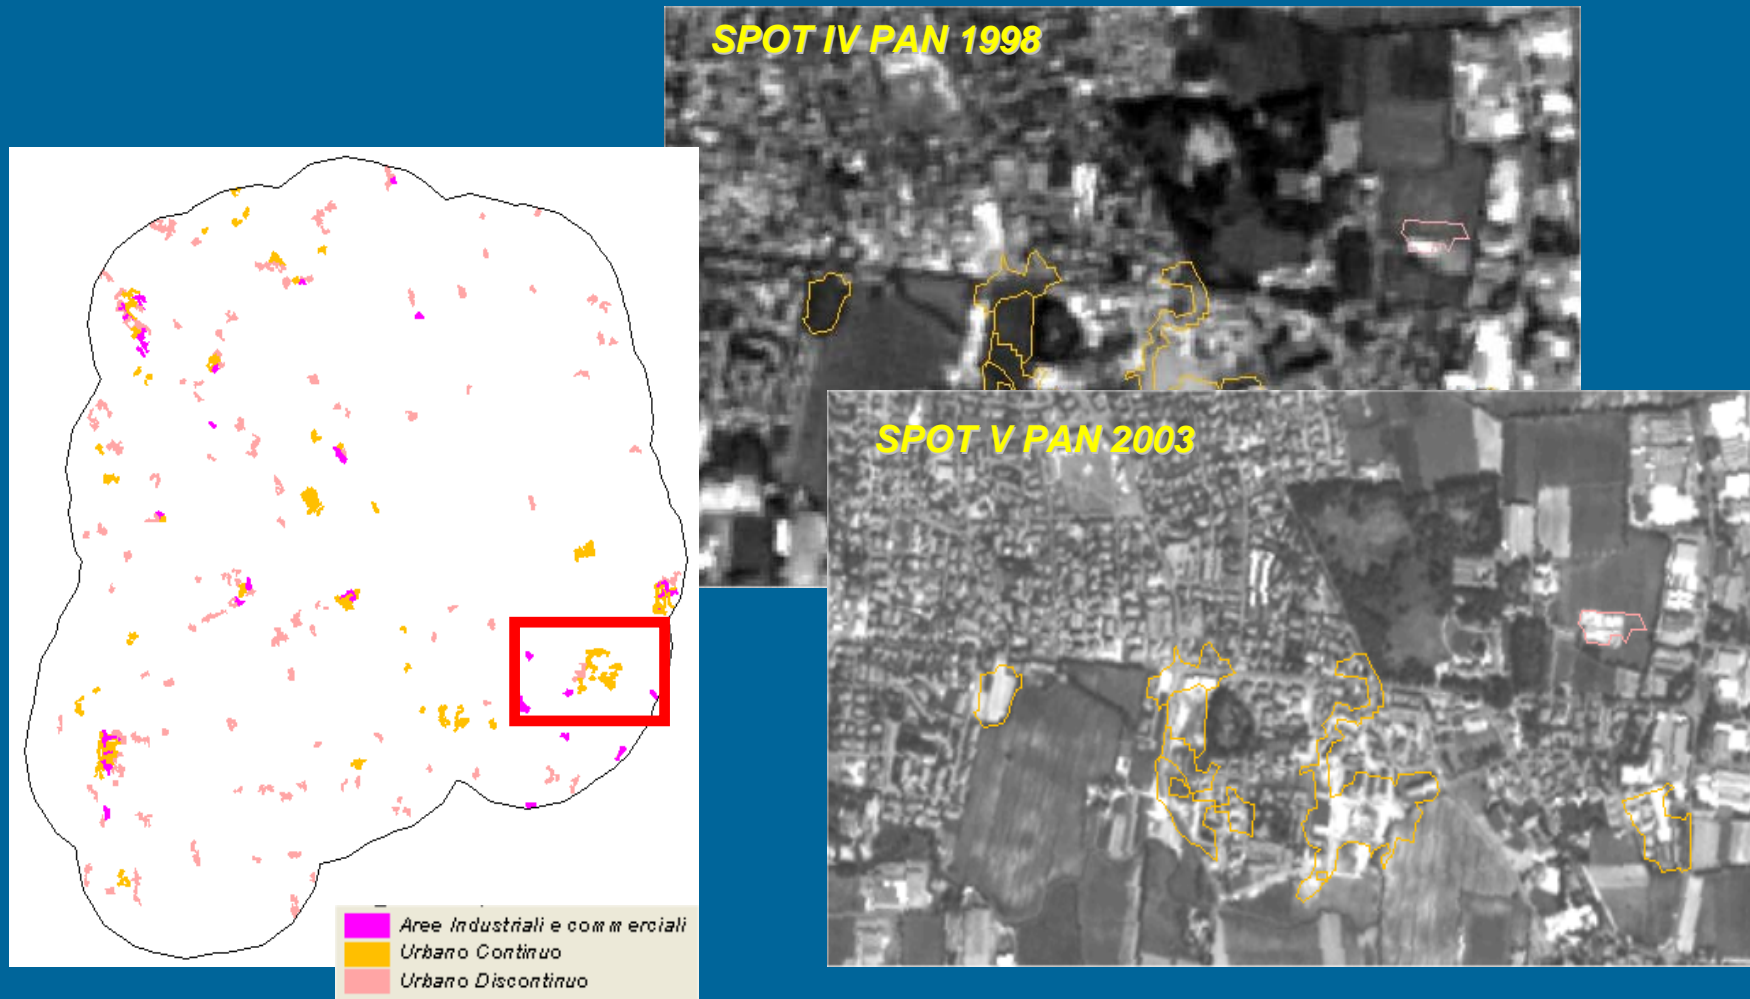 SPOT IV PAN 1998
SPOT V PAN 2003
Aree Industriali e commerciali
Urbano Continuo
Urbano Discontinuo